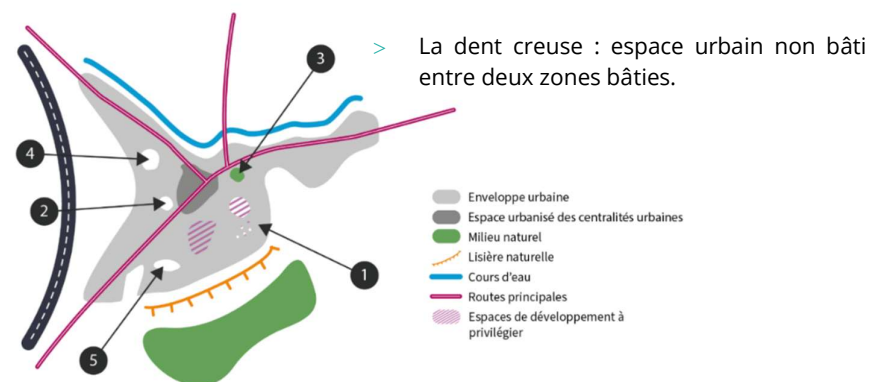 > La dent creuse : espace urbain non bâti
entre deux zones bâties.
3
4
2
1
5
Enveloppe urbaine
Espace urbanisé des centralités urbaines
Milieu naturel
Lisière naturelle
Cours d'eau
Routes principales
Espaces de développement à
privilégier